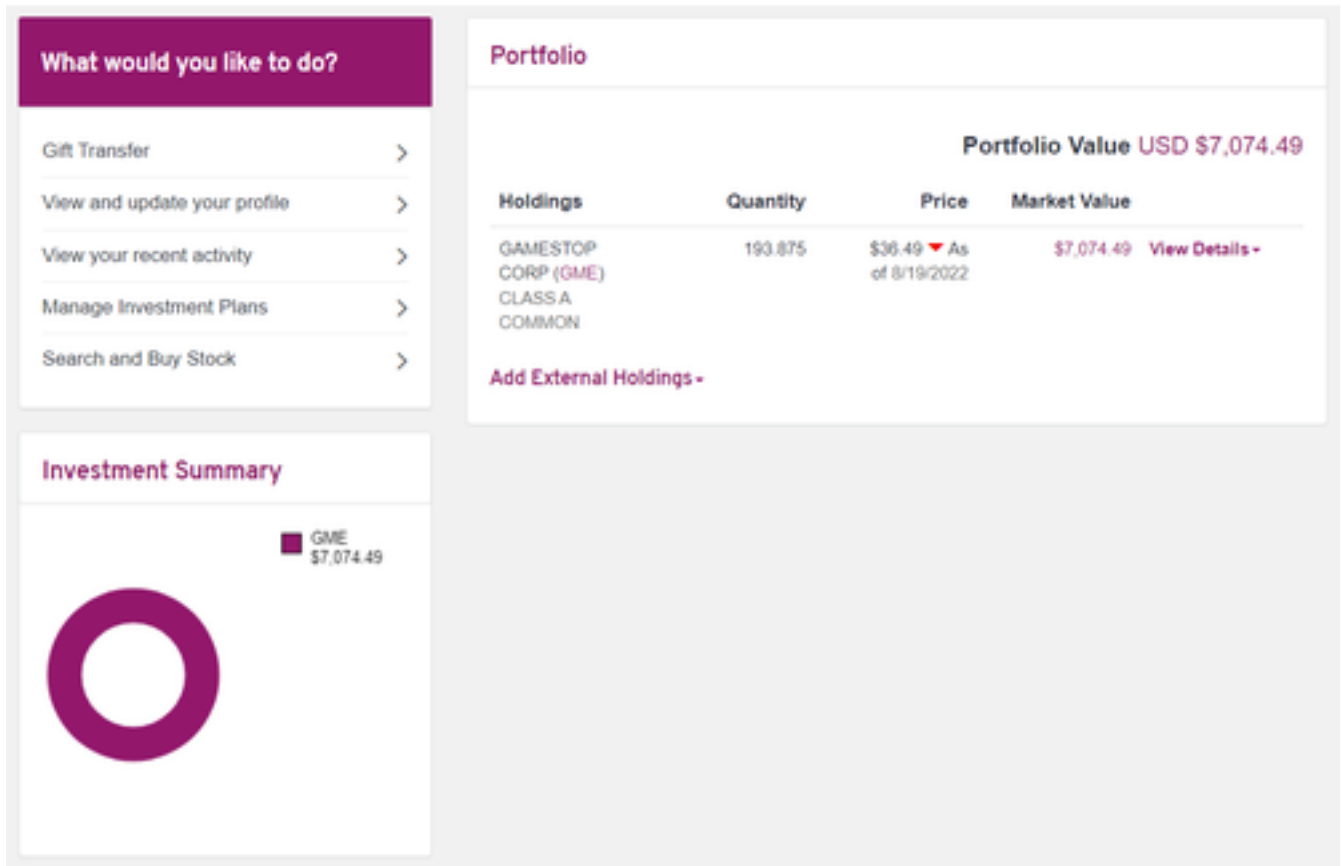 What would you like to do?
Gift Transfer
View and update your profile
View your recent activity
Manage Investment Plans
Search and Buy Stock
Portfolio
Portfolio Value USD $7,074.49
Holdings Quantity Price Market Value
GAMESTOP 193.875 $36.49 As $7,074.49 View Details
CORP (GME) of 8/19/2022
CLASS A
COMMON
Add External Holdings
Investment Summary
GME
$7,074.49